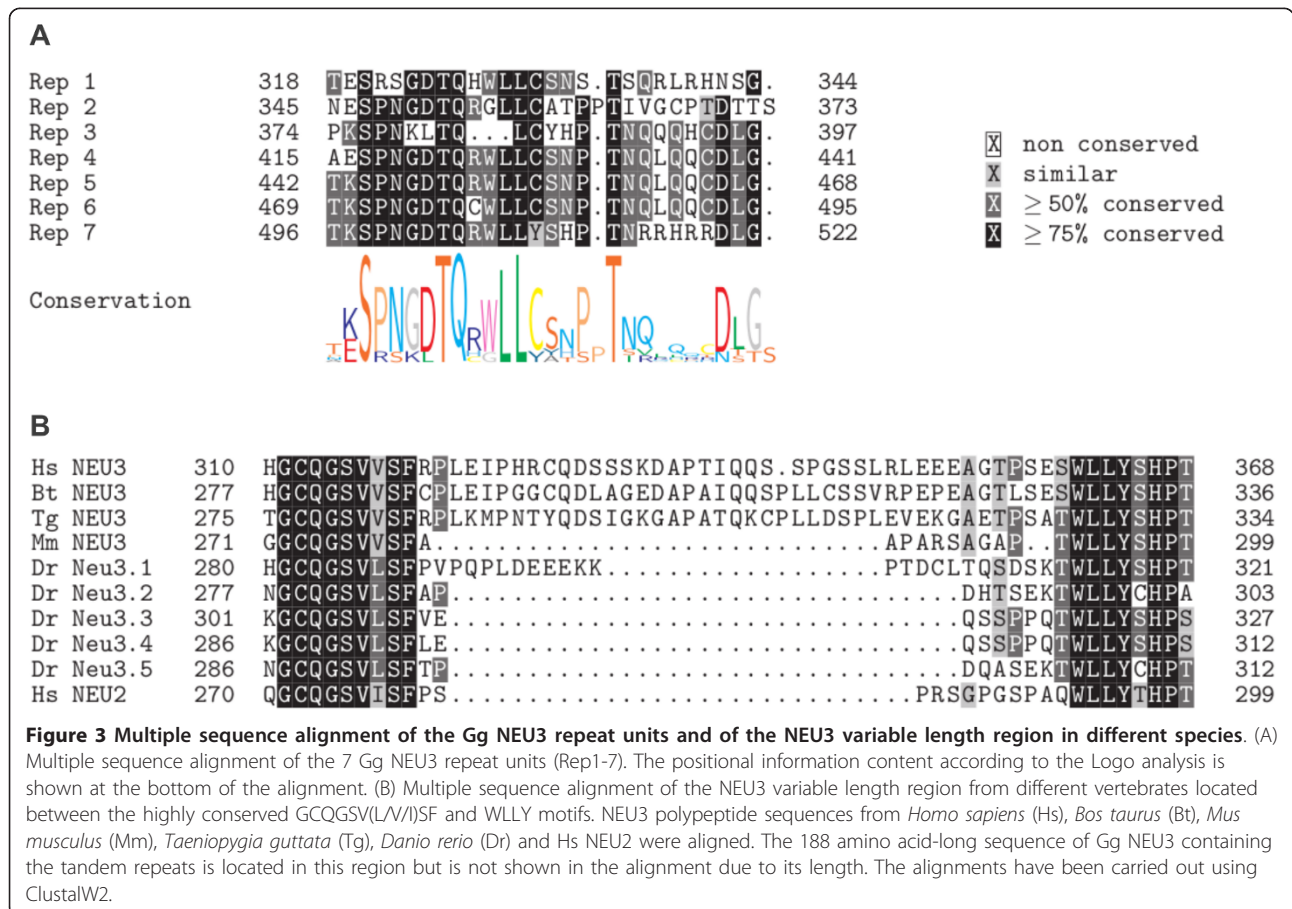 A
Rep 1 318 TESRSGDTQHWLLCSNS.TSQRLRHNSG. 344
Rep 2 345 NESPNGDTQRGLLCATPPTIVGCPTDTTS 373
Rep 3 374 PKSPNKLTQ...LCYHP.TNQQQHCDLG. 397
Rep 4 415 AESPNGDTQRWLLCSNP.TNQLQQCDLG. 441
Rep 5 442 TKSPNGDTQRWLLCSNP.TNQLQQCDLG. 468
Rep 6 469 TKSPNGDTQCWLLCSNP.TNQLQQCDLG. 495
Rep 7 496 TKSPNGDTQRWLLYSHP.TNRRHRRDLG. 522
X non conserved
X similar
X ≥ 50% conserved
X ≥ 75% conserved
Conservation
B
Hs NEU3 310 HGCQGSVVSFRPLEIPHRCQDSSSKDAPTIQQS.SPGSSLRLEEEAGTPSESWLLYSHPT 368
Bt NEU3 277 HGCQGSVVSFCPLEIPGGCQDLAGEDAPAIQQSPLLCSSVRPEPEAGTLSESWLLYSHPT 336
Tg NEU3 275 TGCQGSVVSFRPLKMPNTYQDSIGKGAPATQKCPLLDSPLEVEKGAETPSATWLLYSHPT 334
Mm NEU3 271 GGCQGSVVSFA..............................APARSAGAP..TWLLYSHPT 299
Dr Neu3.1 280 HGCQGSVLSFPVPQPLDEEEKK...................PTDCLTQSDSKTWLLYSHPT 321
Dr Neu3.2 277 NGCQGSVLSFAP..................................DHTSEKTWLLYCHPA 303
Dr Neu3.3 301 KGCQGSVLSFVE..................................QSSPPQTWLLYSHPS 327
Dr Neu3.4 286 KGCQGSVLSFLE..................................QSSPPQTWLLYSHPS 312
Dr Neu3.5 286 NGCQGSVLSFTP..................................DQASEKTWLLYCHPT 312
Hs NEU2 270 QGCQGSVISFPS...............................PRSGPGSPAQWLLYTHPT 299
Figure 3 Multiple sequence alignment of the Gg NEU3 repeat units and of the NEU3 variable length region in different species. (A)
Multiple sequence alignment of the 7 Gg NEU3 repeat units (Rep1-7). The positional information content according to the Logo analysis is
shown at the bottom of the alignment. (B) Multiple sequence alignment of the NEU3 variable length region from different vertebrates located
between the highly conserved GCQGSV(L/V/I)SF and WLLY motifs. NEU3 polypeptide sequences from Homo sapiens (Hs), Bos taurus (Bt), Mus
musculus (Mm), Taeniopygia guttata (Tg), Danio rerio (Dr) and Hs NEU2 were aligned. The 188 amino acid-long sequence of Gg NEU3 containing
the tandem repeats is located in this region but is not shown in the alignment due to its length. The alignments have been carried out using
ClustalW2.